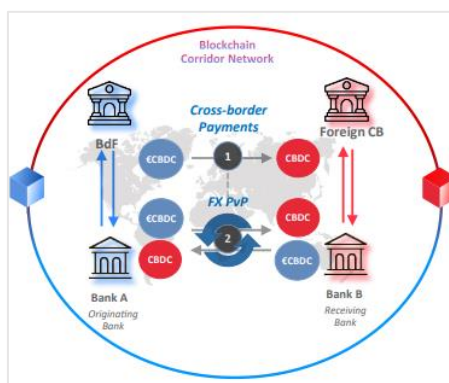 Blockchain
Corridor Network
BdF
Cross-border
Payments
Foreign CB
€CBDC
1
CBDC
FX PvP
€CBDC
CBDC
2
CBDC
€CBDC
Bank A
Originating
Bank
Bank B
Receiving
Bank